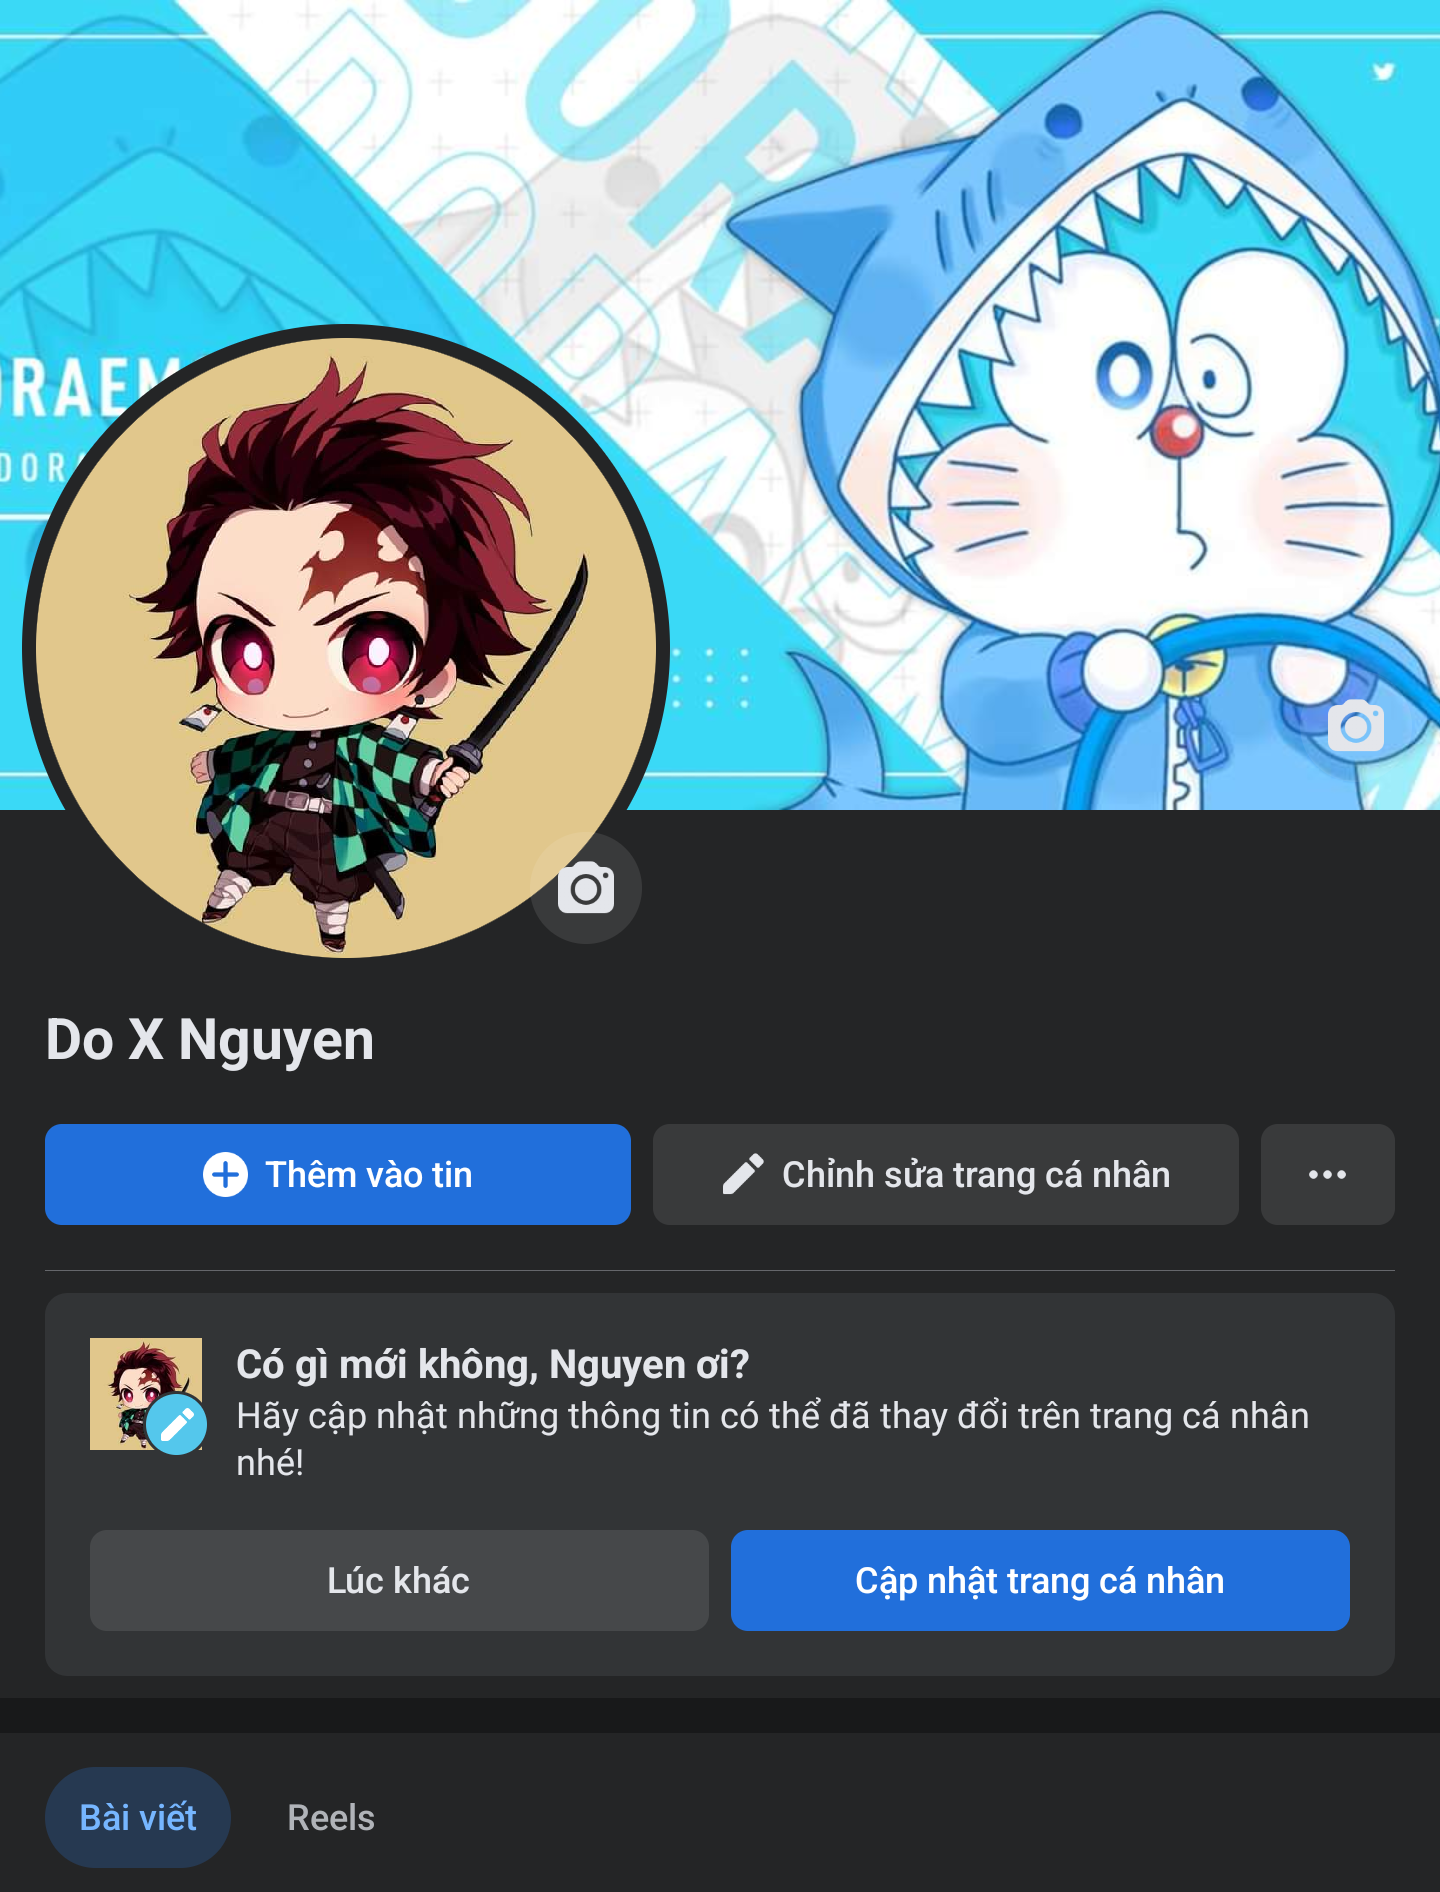 ORAEM
DORA
Do X Nguyen
Thêm vào tin
Chỉnh sửa trang cá nhân
Có gì mới không, Nguyen ơi?
Hãy cập nhật những thông tin có thể đã thay đổi trên trang cá nhân
nhé!
Lúc khác
Cập nhật trang cá nhân
Bài viết
Reels